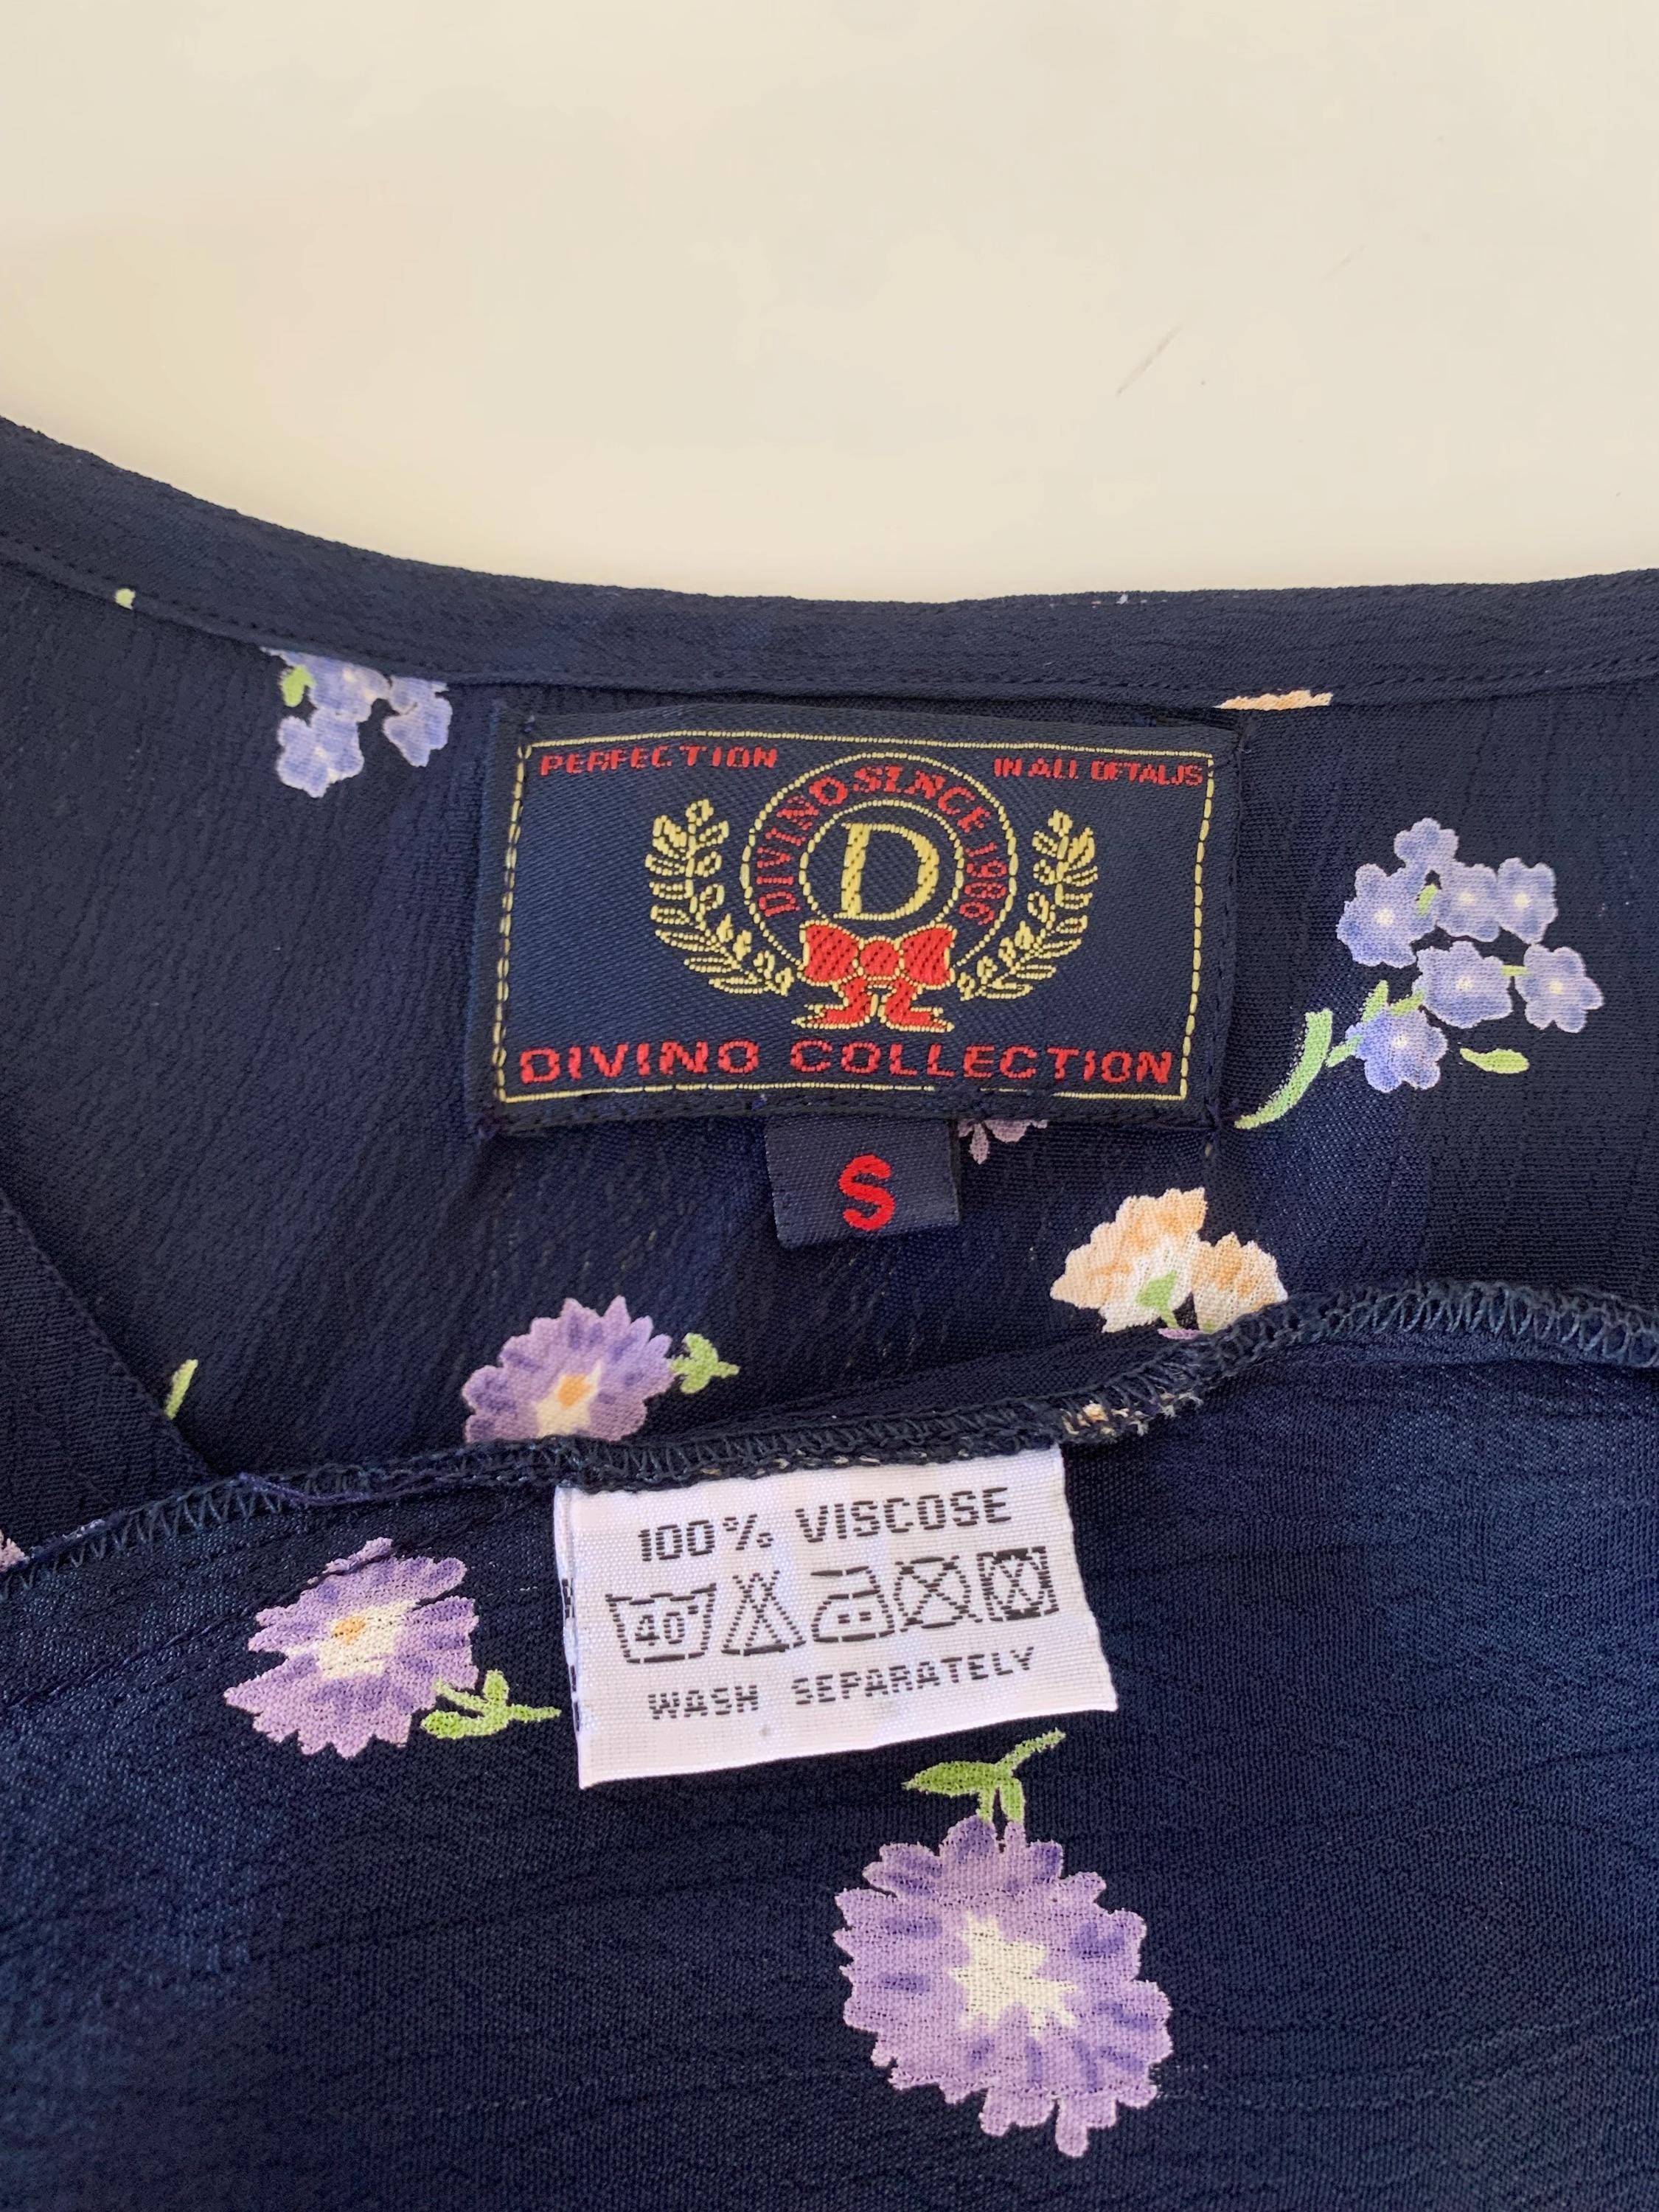 PERFECTION IN ALL DETAILS
DIVINO SINCE 1986
D
DIVINO COLLECTION
S
100% VISCOSE
40°
WASH SEPARATELY